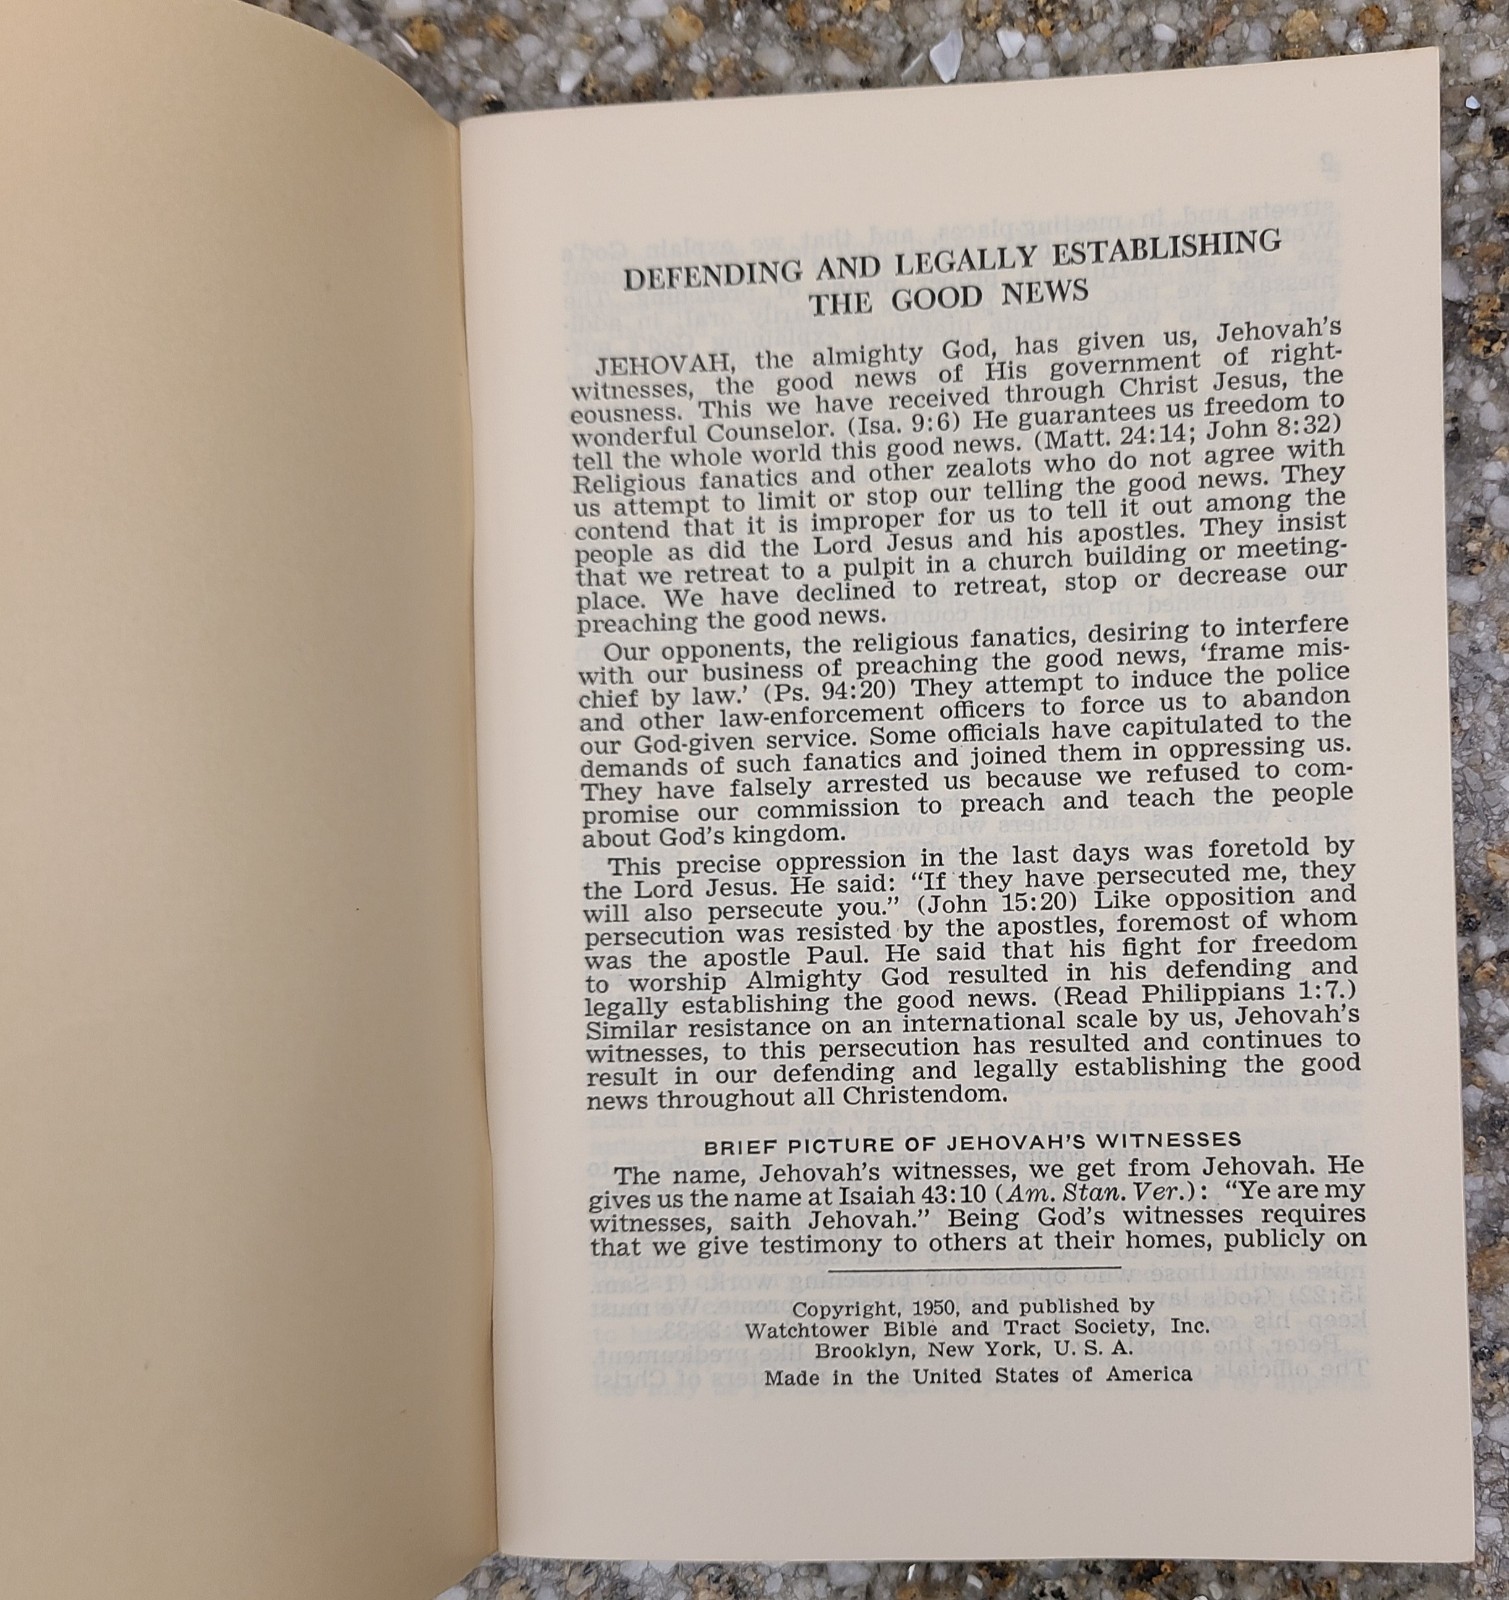 DEFENDING AND LEGALLY ESTABLISHING
THE GOOD NEWS
JEHOVAH, the almighty God, has given us, Jehovah's
witnesses, the good news of His government of right-
eousness. This we have received through Christ Jesus, the
wonderful Counselor. (Isa. 9:6) He guarantees us freedom to
tell the whole world this good news. (Matt. 24:14; John 8:32)
Religious fanatics and other zealots who do not agree with
us attempt to limit or stop our telling the good news. They
contend that it is improper for us to tell it out among the
people as did the Lord Jesus and his apostles. They insist
that we retreat to a pulpit in a church building or meeting-
place. We have declined to retreat, stop or decrease our
preaching the good news.
Our opponents, the religious fanatics, desiring to interfere
with our business of preaching the good news, 'frame mis-
chief by law.' (Ps. 94:20) They attempt to induce the police
and other law-enforcement officers to force us to abandon
our God-given service. Some officials have capitulated to the
demands of such fanatics and joined them in oppressing us.
They have falsely arrested us because we refused to com-
promise our commission to preach and teach the people
about God's kingdom.
This precise oppression in the last days was foretold by
the Lord Jesus. He said: "If they have persecuted me, they
will also persecute you." (John 15:20) Like opposition and
persecution was resisted by the apostles, foremost of whom
was the apostle Paul. He said that his fight for freedom
to worship Almighty God resulted in his defending and
legally establishing the good news. (Read Philippians 1:7.)
Similar resistance on an international scale by us, Jehovah's
witnesses, to this persecution has resulted and continues to
result in our defending and legally establishing the good
news throughout all Christendom.
BRIEF PICTURE OF JEHOVAH'S WITNESSES
The name, Jehovah's witnesses, we get from Jehovah. He
gives us the name at Isaiah 43:10 (Am. Stan. Ver.): "Ye are my
witnesses, saith Jehovah." Being God's witnesses requires
that we give testimony to others at their homes, publicly on
Copyright, 1950, and published by
Watchtower Bible and Tract Society, Inc.
Brooklyn, New York, U. S. A.
Made in the United States of America